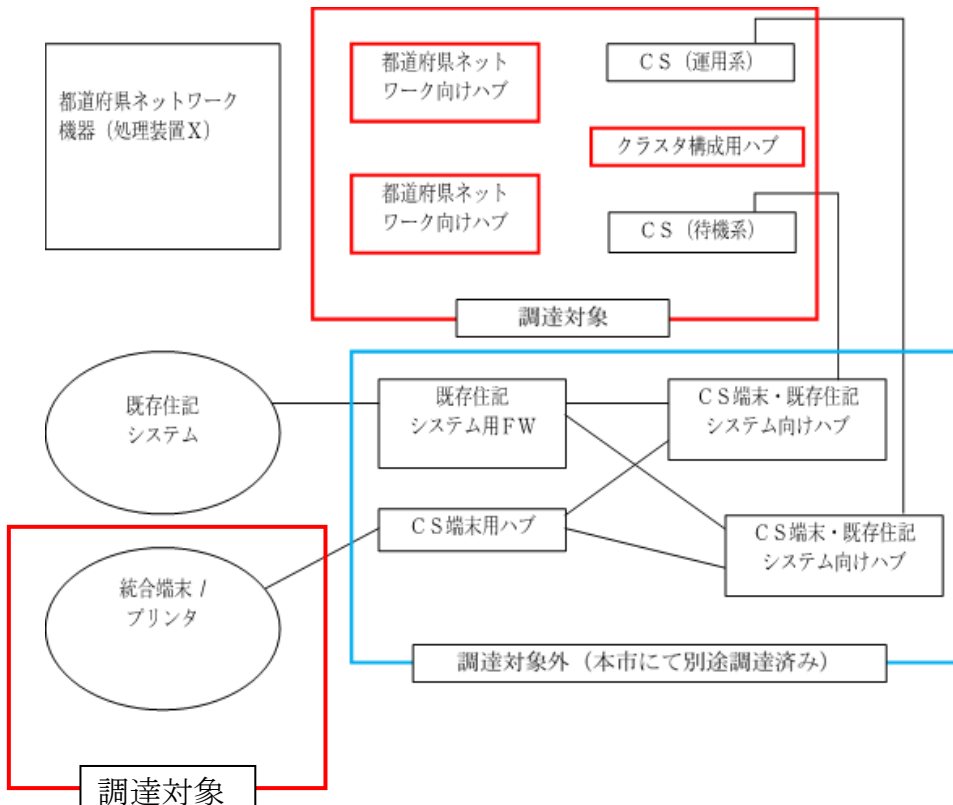 都道府県ネットワーク
機器（処理装置Ｘ）
都道府県ネット
ワーク向けハブ
ＣＳ（運用系）
クラスタ構成用ハブ
都道府県ネット
ワーク向けハブ
ＣＳ（待機系）
調達対象
既存住記
システム
既存住記
システム用ＦＷ
ＣＳ端末・既存住記
システム向けハブ
ＣＳ端末用ハブ
ＣＳ端末・既存住記
システム向けハブ
統合端末／
プリンタ
調達対象外（本市にて別途調達済み）
調達対象